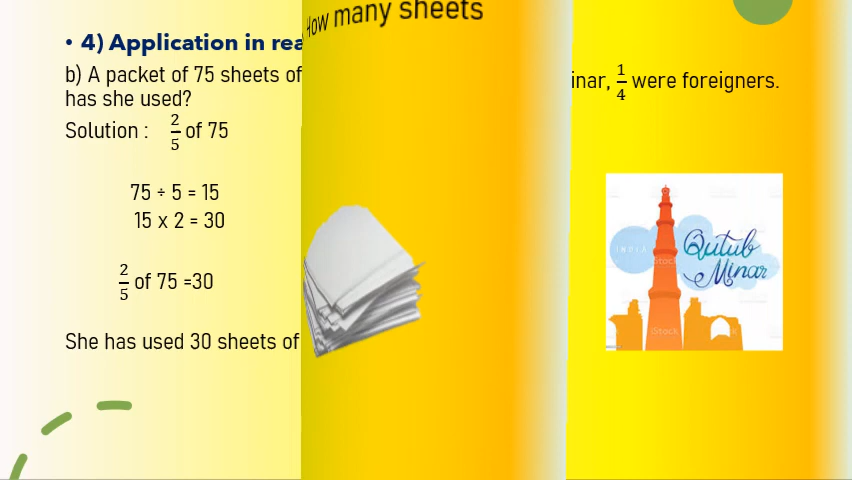 • 4) Application in rea
How many sheets
b) A packet of 75 sheets of
inar, 1/4 were foreigners.
has she used?
Solution : 2/5 of 75
75 ÷ 5 = 15
15 x 2 = 30
2/5 of 75 =30
She has used 30 sheets of
INDIA
Qutub
Minar
iStock